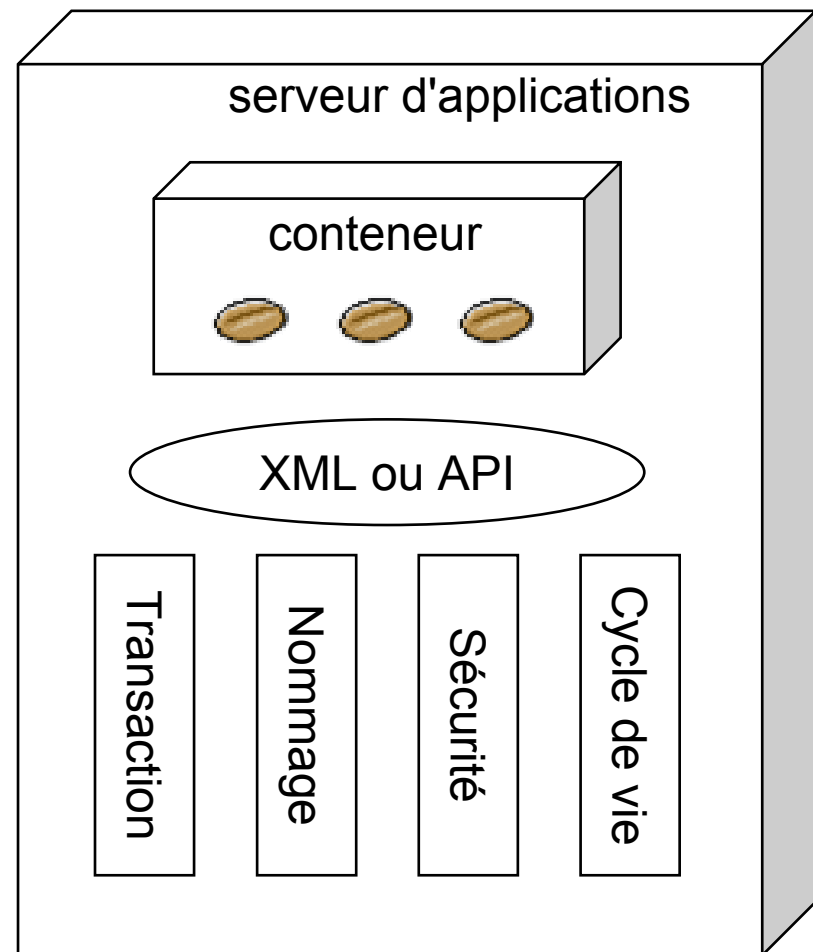 serveur d'applications
conteneur
XML ou API
Transaction
Nommage
Sécurité
Cycle de vie